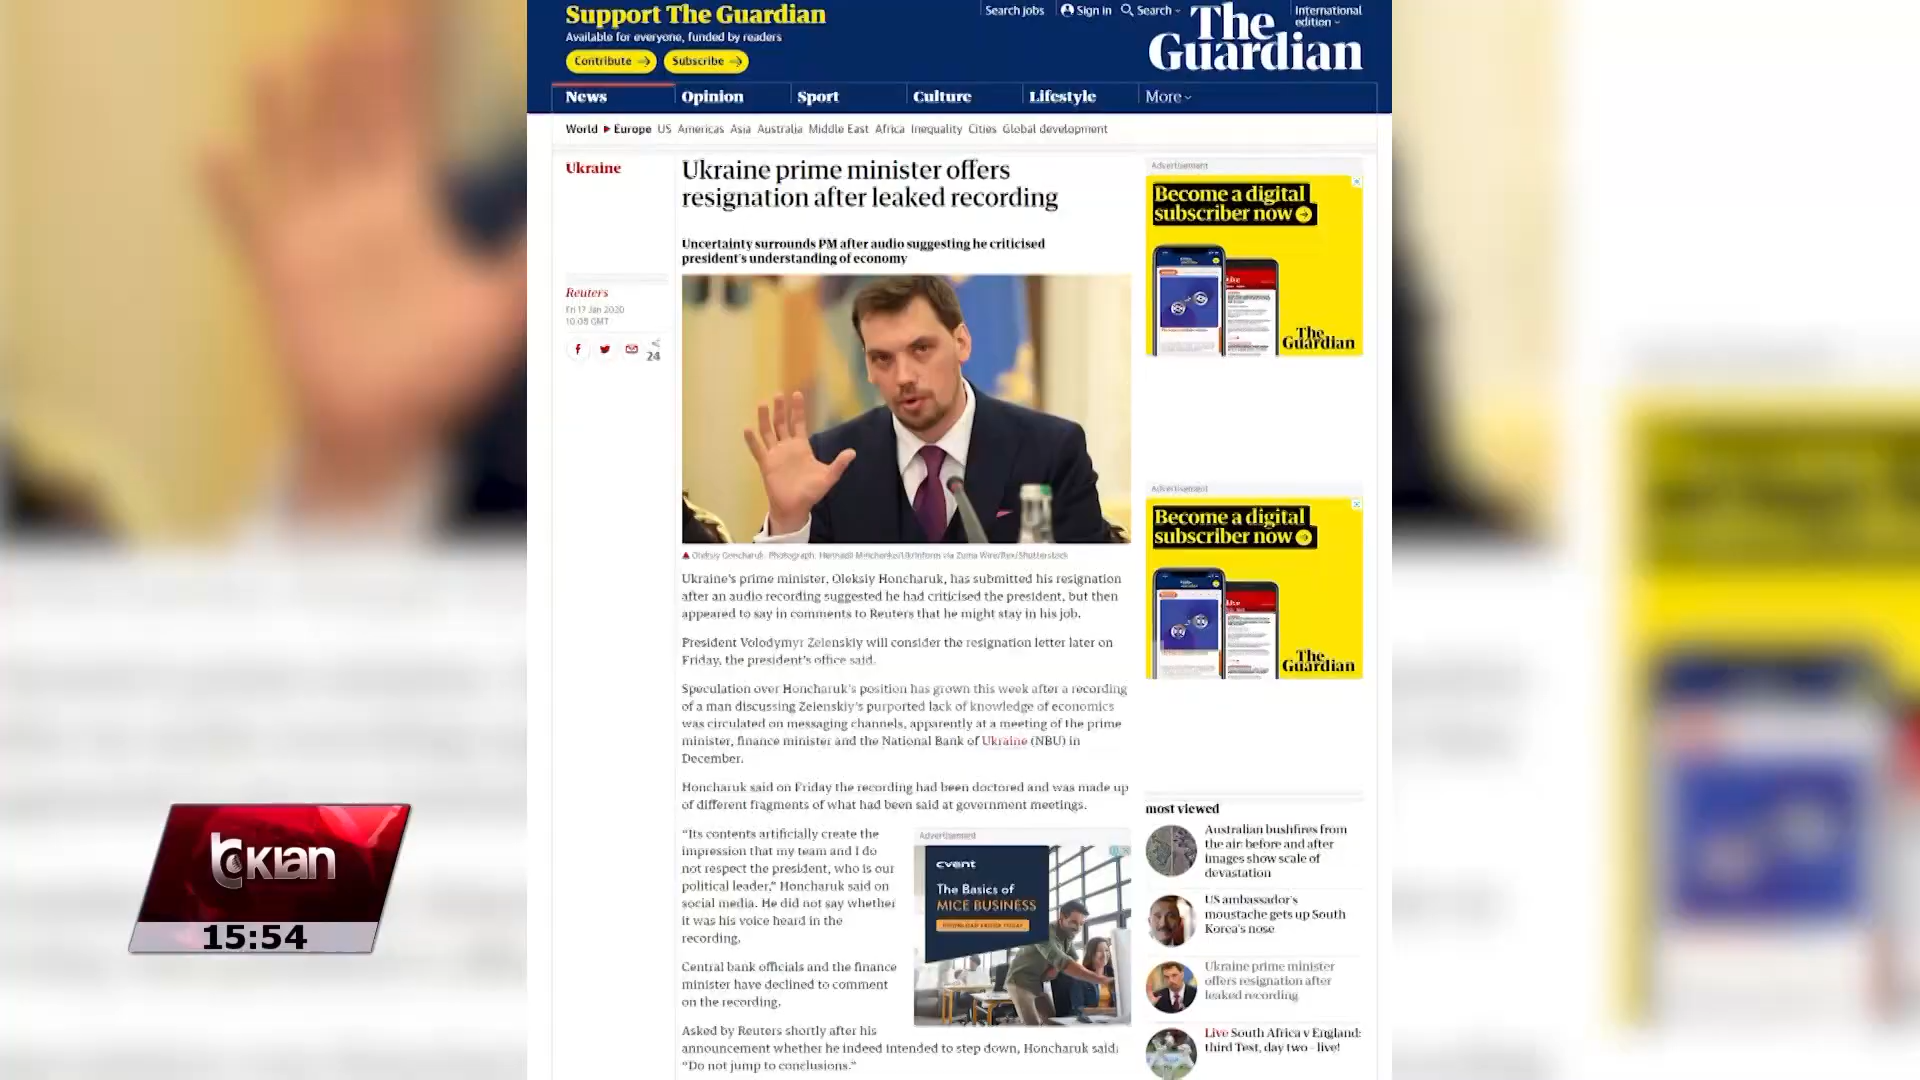 Support The Guardian
Available for everyone, funded by readers
Contribute
Subscribe
Search jobs
Sign in
Search
International
edition
The
Guardian
News
Opinion
Sport
Culture
Lifestyle
More
World Europe US Americas Asia Australia Middle East Africa Inequality Cities Global development
Ukraine
Ukraine prime minister offers
resignation after leaked recording
Uncertainty surrounds PM after audio suggesting he criticised
president's understanding of economy
Reuters
Fri 17 Jan 2020
10.08 GMT
24
Oleksiy Goncharuk. Photograph: Hennadii Minchenko/Ukrinform via Zuma Wire/Rex/Shutterstock
Ukraine's prime minister, Oleksiy Honcharuk, has submitted his resignation
after an audio recording suggested he had criticised the president, but then
appeared to say in comments to Reuters that he might stay in his job.
President Volodymyr Zelenskiy will consider the resignation letter later on
Friday, the president's office said.
Speculation over Honcharuk's position has grown this week after a recording
of a man discussing Zelenskiy's purported lack of knowledge of economics
was circulated on messaging channels, apparently at a meeting of the prime
minister, finance minister and the National Bank of Ukraine (NBU) in
December.
Honcharuk said on Friday the recording had been doctored and was made up
of different fragments of what had been said at government meetings.
“Its contents artificially create the
impression that my team and I do
not respect the president, who is our
political leader,” Honcharuk said on
social media. He did not say whether
it was his voice heard in the
recording.
Central bank officials and the finance
minister have declined to comment
on the recording.
Asked by Reuters shortly after his
announcement whether he indeed intended to step down, Honcharuk said:
“Do not jump to conclusions.”
Advertisement
cvent
The Basics of
MICE BUSINESS
DOWNLOAD EBOOK TODAY
Advertisement
Become a digital
subscriber now
The
Guardian
Advertisement
Become a digital
subscriber now
The
Guardian
most viewed
Australian bushfires from
the air: before and after
images show scale of
devastation
US ambassador's
moustache gets up South
Korea's nose
Ukraine prime minister
offers resignation after
leaked recording
Live South Africa v England:
third Test, day two – live!
tv klan
15:54